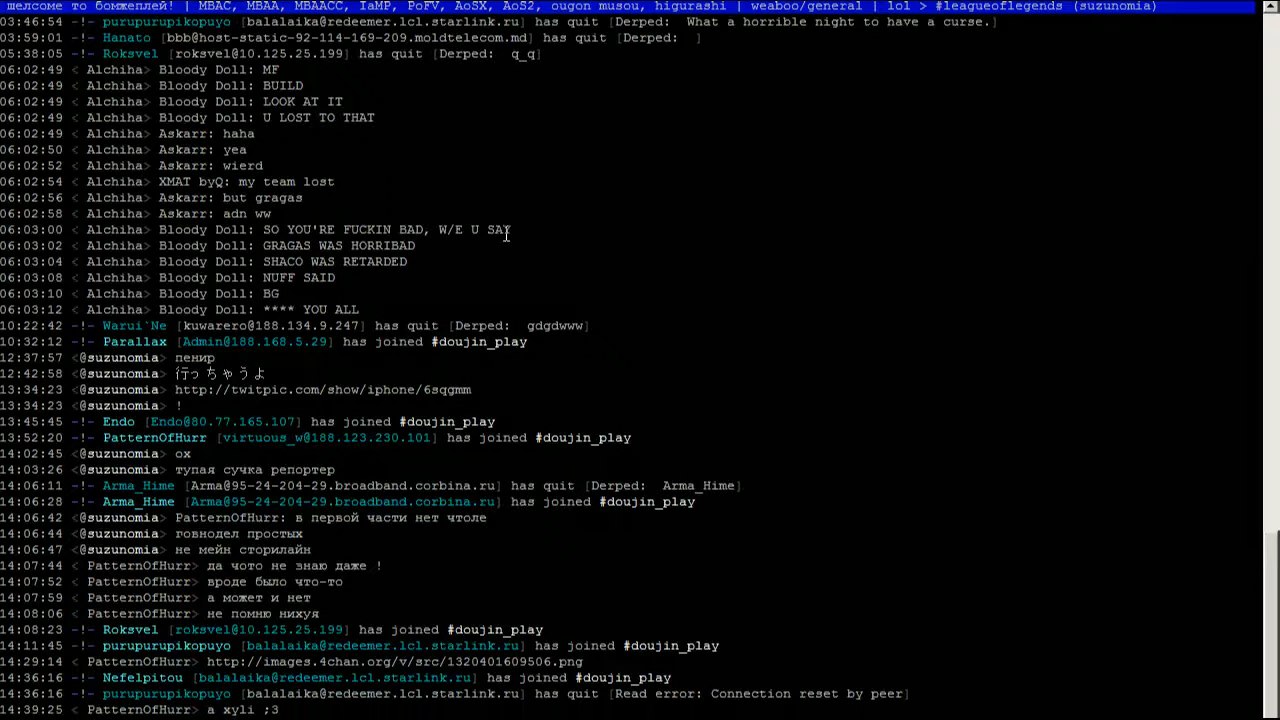 шелсоме то бомжеплей! | MBAC, MBAA, MBAACC, IaMP, PoFV, AoSX, AoS2, ougon musou, higurashi | weaboo/general | lol > #leagueoflegends (suzunomia)
03:46:54 -!- purupurupikopuyo [balalaika@redeemer.lcl.starlink.ru] has quit [Derped:  What a horrible night to have a curse.]
03:59:01 -!- Hanato [bbb@host-static-92-114-169-209.moldtelecom.md] has quit [Derped:  ]
05:38:05 -!- Roksvel [roksvel@10.125.25.199] has quit [Derped:  q_q]
06:02:49 < Alchiha> Bloody Doll: MF
06:02:49 < Alchiha> Bloody Doll: BUILD
06:02:49 < Alchiha> Bloody Doll: LOOK AT IT
06:02:49 < Alchiha> Bloody Doll: U LOST TO THAT
06:02:49 < Alchiha> Askarr: haha
06:02:50 < Alchiha> Askarr: yea
06:02:52 < Alchiha> Askarr: wierd
06:02:54 < Alchiha> XMAT byQ: my team lost
06:02:56 < Alchiha> Askarr: but gragas
06:02:58 < Alchiha> Askarr: adn ww
06:03:00 < Alchiha> Bloody Doll: SO YOU'RE FUCKIN BAD, W/E U SAY
06:03:02 < Alchiha> Bloody Doll: GRAGAS WAS HORRIBAD
06:03:04 < Alchiha> Bloody Doll: SHACO WAS RETARDED
06:03:08 < Alchiha> Bloody Doll: NUFF SAID
06:03:10 < Alchiha> Bloody Doll: BG
06:03:12 < Alchiha> Bloody Doll: **** YOU ALL
10:22:42 -!- Warui`Ne [kuwarero@188.134.9.247] has quit [Derped:  gdgdwww]
10:32:12 -!- Parallax [Admin@188.168.5.29] has joined #doujin_play
12:37:57 <@suzunomia> пенир
12:42:58 <@suzunomia> 行っちゃうよ
13:34:23 <@suzunomia> http://twitpic.com/show/iphone/6sqgmm
13:34:23 <@suzunomia> !
13:45:45 -!- Endo [Endo@80.77.165.107] has joined #doujin_play
13:52:20 -!- PatternOfHurr [virtuous_w@188.123.230.101] has joined #doujin_play
14:02:45 <@suzunomia> ох
14:03:26 <@suzunomia> тупая сучка репортер
14:06:11 -!- Arma_Hime [Arma@95-24-204-29.broadband.corbina.ru] has quit [Derped:  Arma_Hime]
14:06:28 -!- Arma_Hime [Arma@95-24-204-29.broadband.corbina.ru] has joined #doujin_play
14:06:42 <@suzunomia> PatternOfHurr: в первой части нет чтоле
14:06:44 <@suzunomia> говнодел простых
14:06:47 <@suzunomia> не мейн сторилайн
14:07:44 < PatternOfHurr> да чото не знаю даже !
14:07:52 < PatternOfHurr> вроде было что-то
14:07:59 < PatternOfHurr> а может и нет
14:08:06 < PatternOfHurr> не помню нихуя
14:08:23 -!- Roksvel [roksvel@10.125.25.199] has joined #doujin_play
14:11:45 -!- purupurupikopuyo [balalaika@redeemer.lcl.starlink.ru] has joined #doujin_play
14:29:14 < PatternOfHurr> http://images.4chan.org/v/src/1320401609506.png
14:36:16 -!- Nefelpitou [balalaika@redeemer.lcl.starlink.ru] has joined #doujin_play
14:36:16 -!- purupurupikopuyo [balalaika@redeemer.lcl.starlink.ru] has quit [Read error: Connection reset by peer]
14:39:25 < PatternOfHurr> a xyli ;3